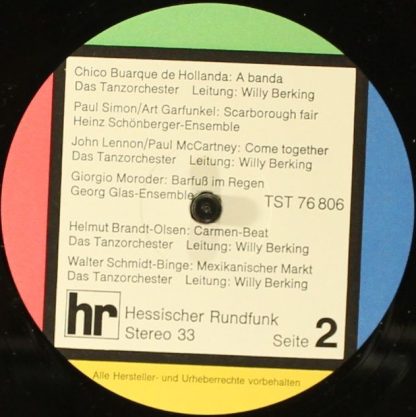 Chico Buarque de Hollanda: A banda
Das Tanzorchester Leitung: Willy Berking
Paul Simon/Art Garfunkel: Scarborough fair
Heinz Schönberger-Ensemble
John Lennon/Paul McCartney: Come together
Das Tanzorchester Leitung: Willy Berking
Giorgio Moroder: Barfuß im Regen
Georg Glas-Ensemble
TST 76 806
Helmut Brandt-Olsen: Carmen-Beat
Das Tanzorchester Leitung: Willy Berking
Walter Schmidt-Binge: Mexikanischer Markt
Das Tanzorchester Leitung: Willy Berking
hr Hessischer Rundfunk
Stereo 33 Seite 2
Alle Hersteller- und Urheberrechte vorbehalten